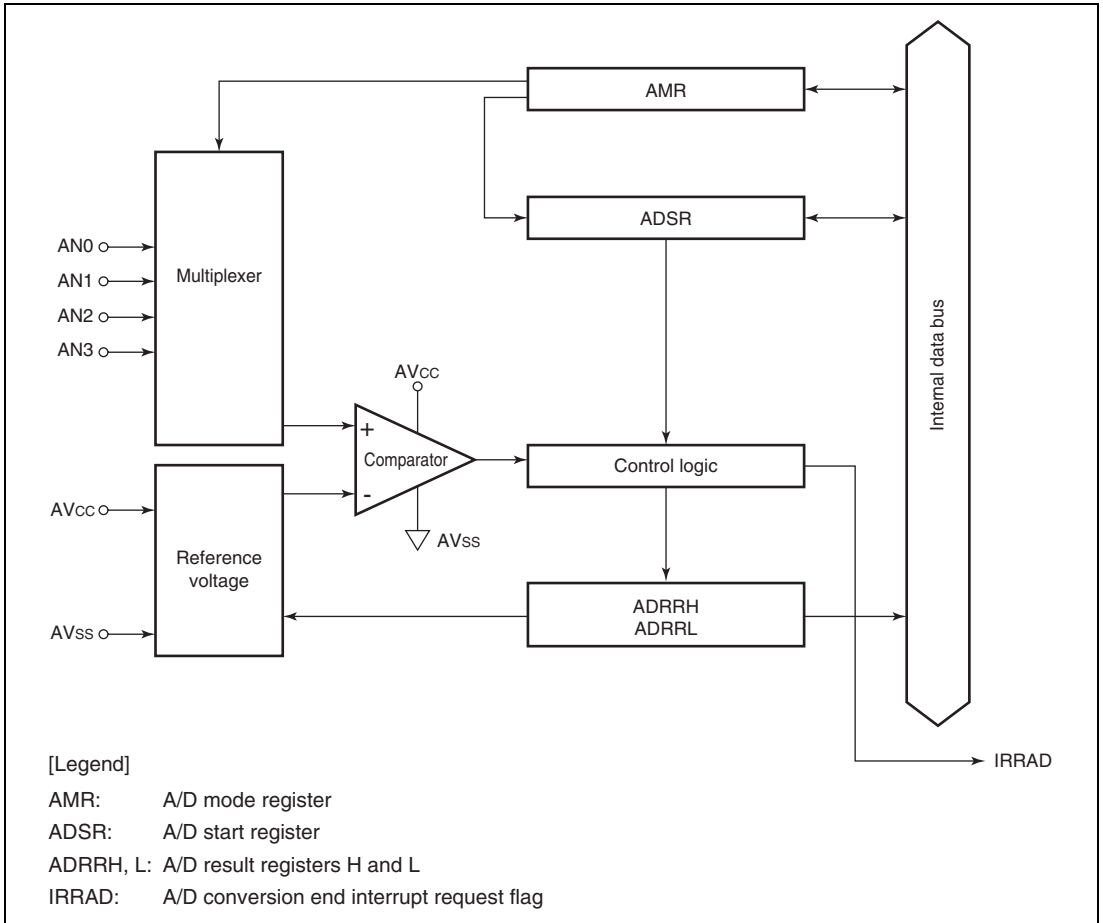 AMR
ADSR
AN0
AN1
AN2
AN3
Multiplexer
Internal data bus
AVCC
+
Comparator
-
AVSS
Control logic
AVCC
Reference
voltage
AVSS
ADRRH
ADRRL
IRRAD
[Legend]
AMR: A/D mode register
ADSR: A/D start register
ADRRH, L: A/D result registers H and L
IRRAD: A/D conversion end interrupt request flag